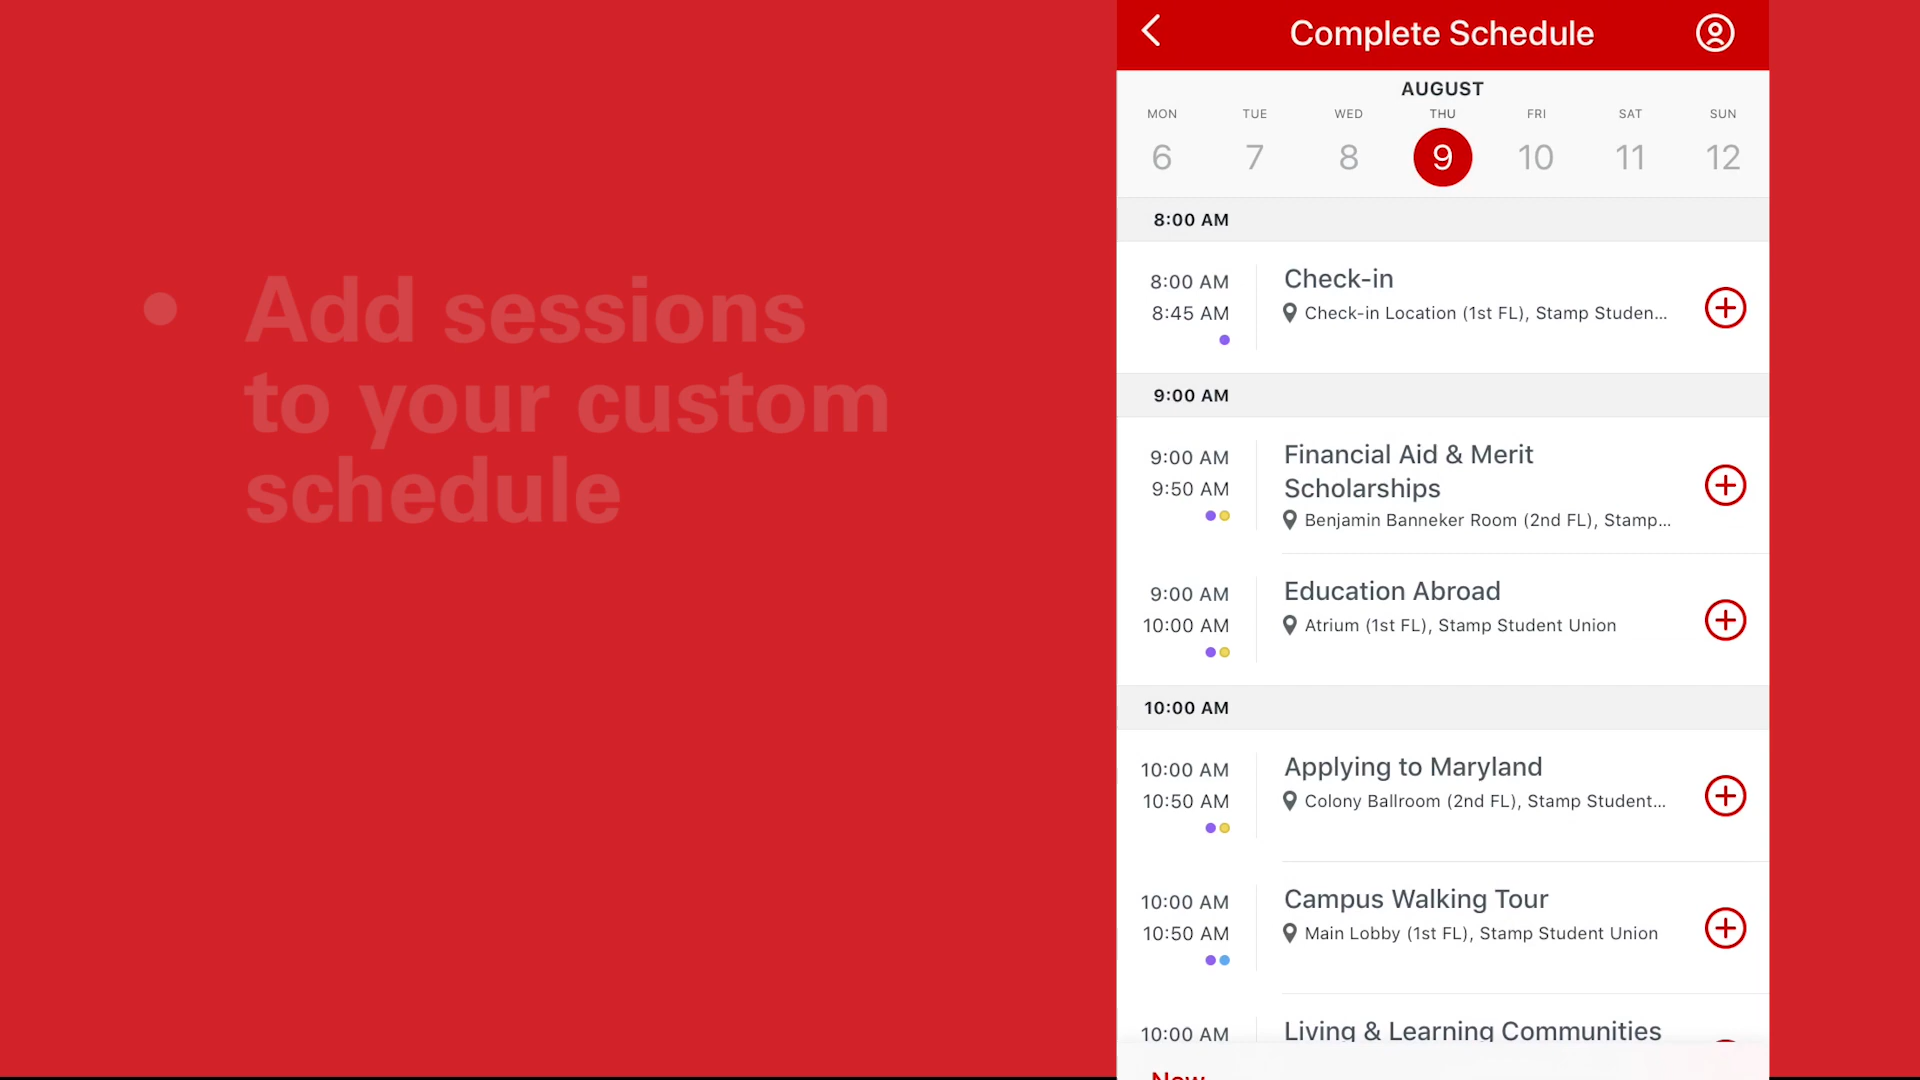 Add sessions
to your custom
schedule
Complete Schedule
AUGUST
MON TUE WED THU FRI SAT SUN
6 7 8 9 10 11 12
8:00 AM
8:00 AM
8:45 AM
Check-in
Check-in Location (1st FL), Stamp Studen...
9:00 AM
9:00 AM
9:50 AM
Financial Aid & Merit
Scholarships
Benjamin Banneker Room (2nd FL), Stamp...
9:00 AM
10:00 AM
Education Abroad
Atrium (1st FL), Stamp Student Union
10:00 AM
10:00 AM
10:50 AM
Applying to Maryland
Colony Ballroom (2nd FL), Stamp Student...
10:00 AM
10:50 AM
Campus Walking Tour
Main Lobby (1st FL), Stamp Student Union
10:00 AM
Living & Learning Communities
Now